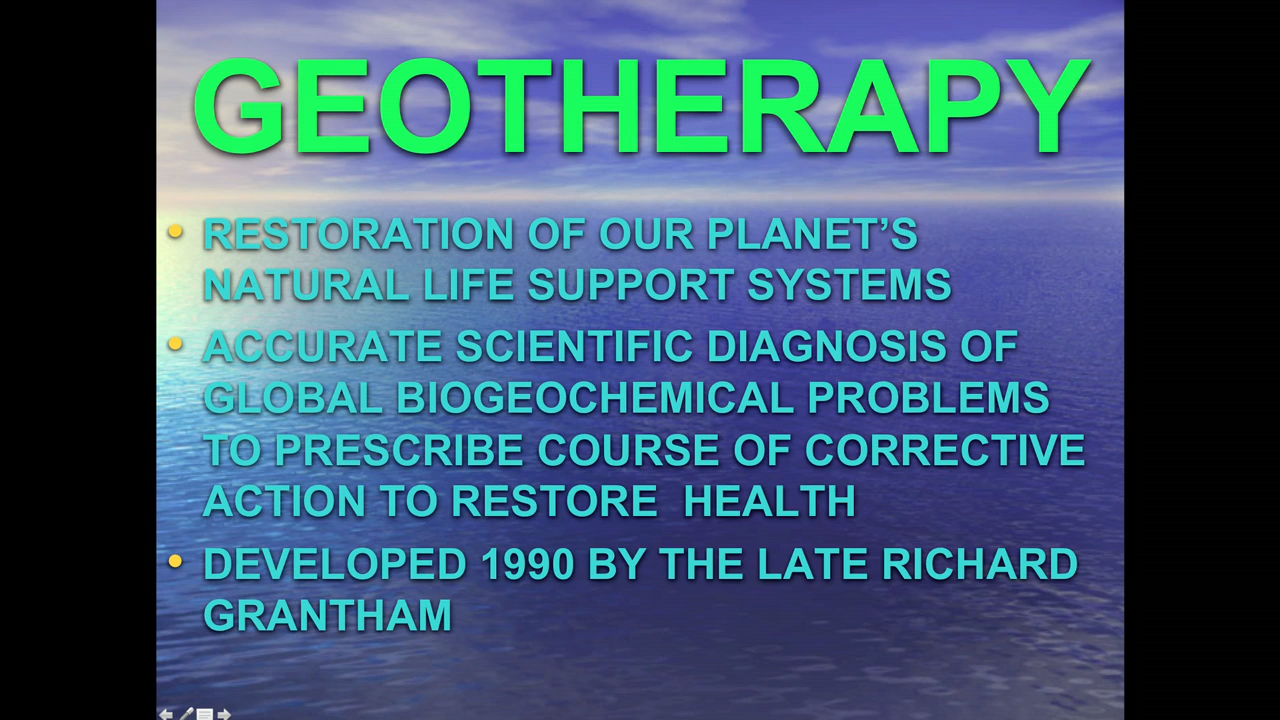 GEOTHERAPY
• RESTORATION OF OUR PLANET’S
NATURAL LIFE SUPPORT SYSTEMS
• ACCURATE SCIENTIFIC DIAGNOSIS OF
GLOBAL BIOGEOCHEMICAL PROBLEMS
TO PRESCRIBE COURSE OF CORRECTIVE
ACTION TO RESTORE  HEALTH
• DEVELOPED 1990 BY THE LATE RICHARD
GRANTHAM